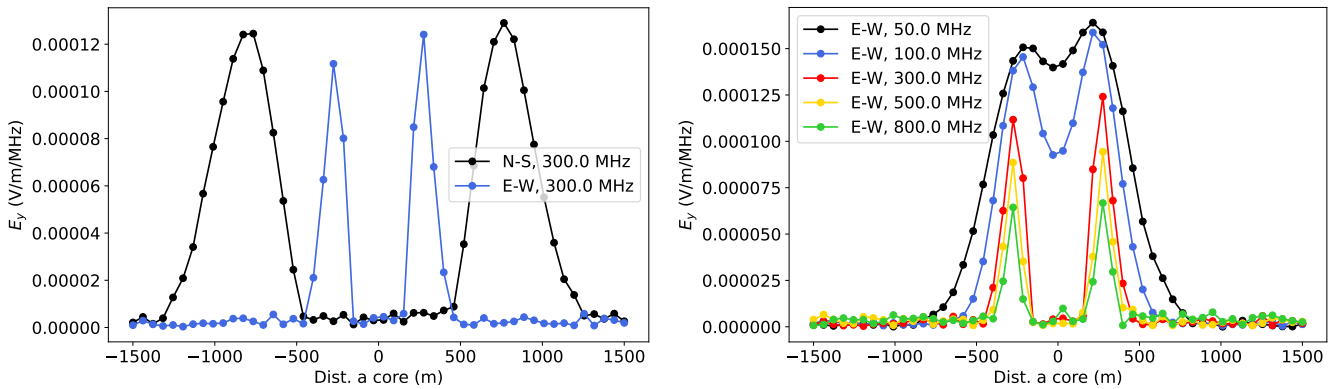 0.00012
0.00010
0.00008
0.00006
0.00004
0.00002
0.00000
E_y (V/m/MHz)
N-S, 300.0 MHz
E-W, 300.0 MHz
−1500 −1000 −500 0 500 1000 1500
Dist. a core (m)
0.000150
0.000125
0.000100
0.000075
0.000050
0.000025
0.000000
E_y (V/m/MHz)
E-W, 50.0 MHz
E-W, 100.0 MHz
E-W, 300.0 MHz
E-W, 500.0 MHz
E-W, 800.0 MHz
−1500 −1000 −500 0 500 1000 1500
Dist. a core (m)